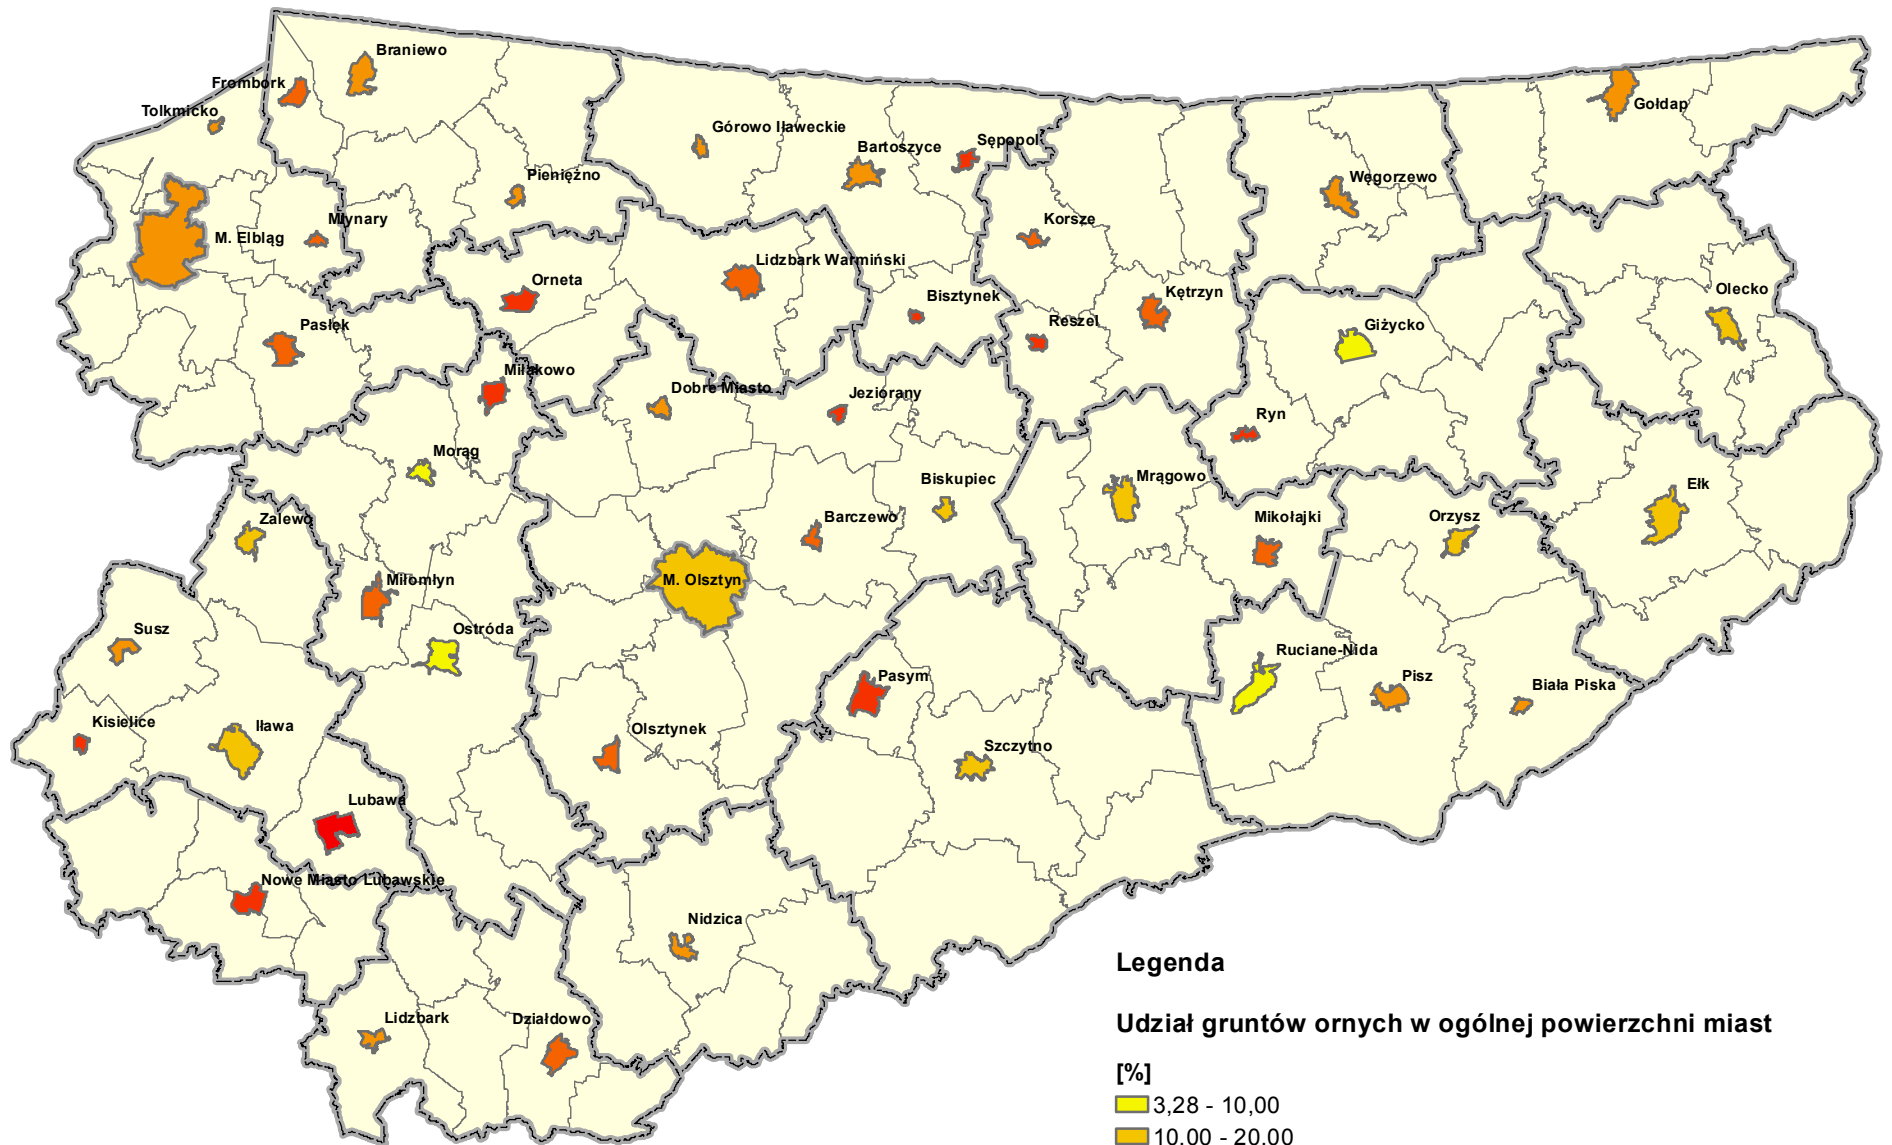 Braniewo
Frombork
Tolkmicko
Gołdap
Górowo Iławeckie
Bartoszyce
Sępopol
Pieniężno
Węgorzewo
Młynary
M. Elbląg
Korsze
Lidzbark Warmiński
Orneta
Bisztynek
Kętrzyn
Olecko
Pasłęk
Reszel
Giżycko
Miłakowo
Dobre Miasto
Jeziorany
Ryn
Morąg
Biskupiec
Mrągowo
Ełk
Zalewo
Barczewo
Mikołajki
Orzysz
Miłomłyn
M. Olsztyn
Susz
Ostróda
Ruciane-Nida
Pasym
Pisz
Biała Piska
Kisielice
Iława
Olsztynek
Szczytno
Lubawa
Nowe Miasto Lubawskie
Nidzica
Lidzbark
Działdowo
Legenda
Udział gruntów ornych w ogólnej powierzchni miast
[%]
3,28 - 10,00
10,00 - 20,00